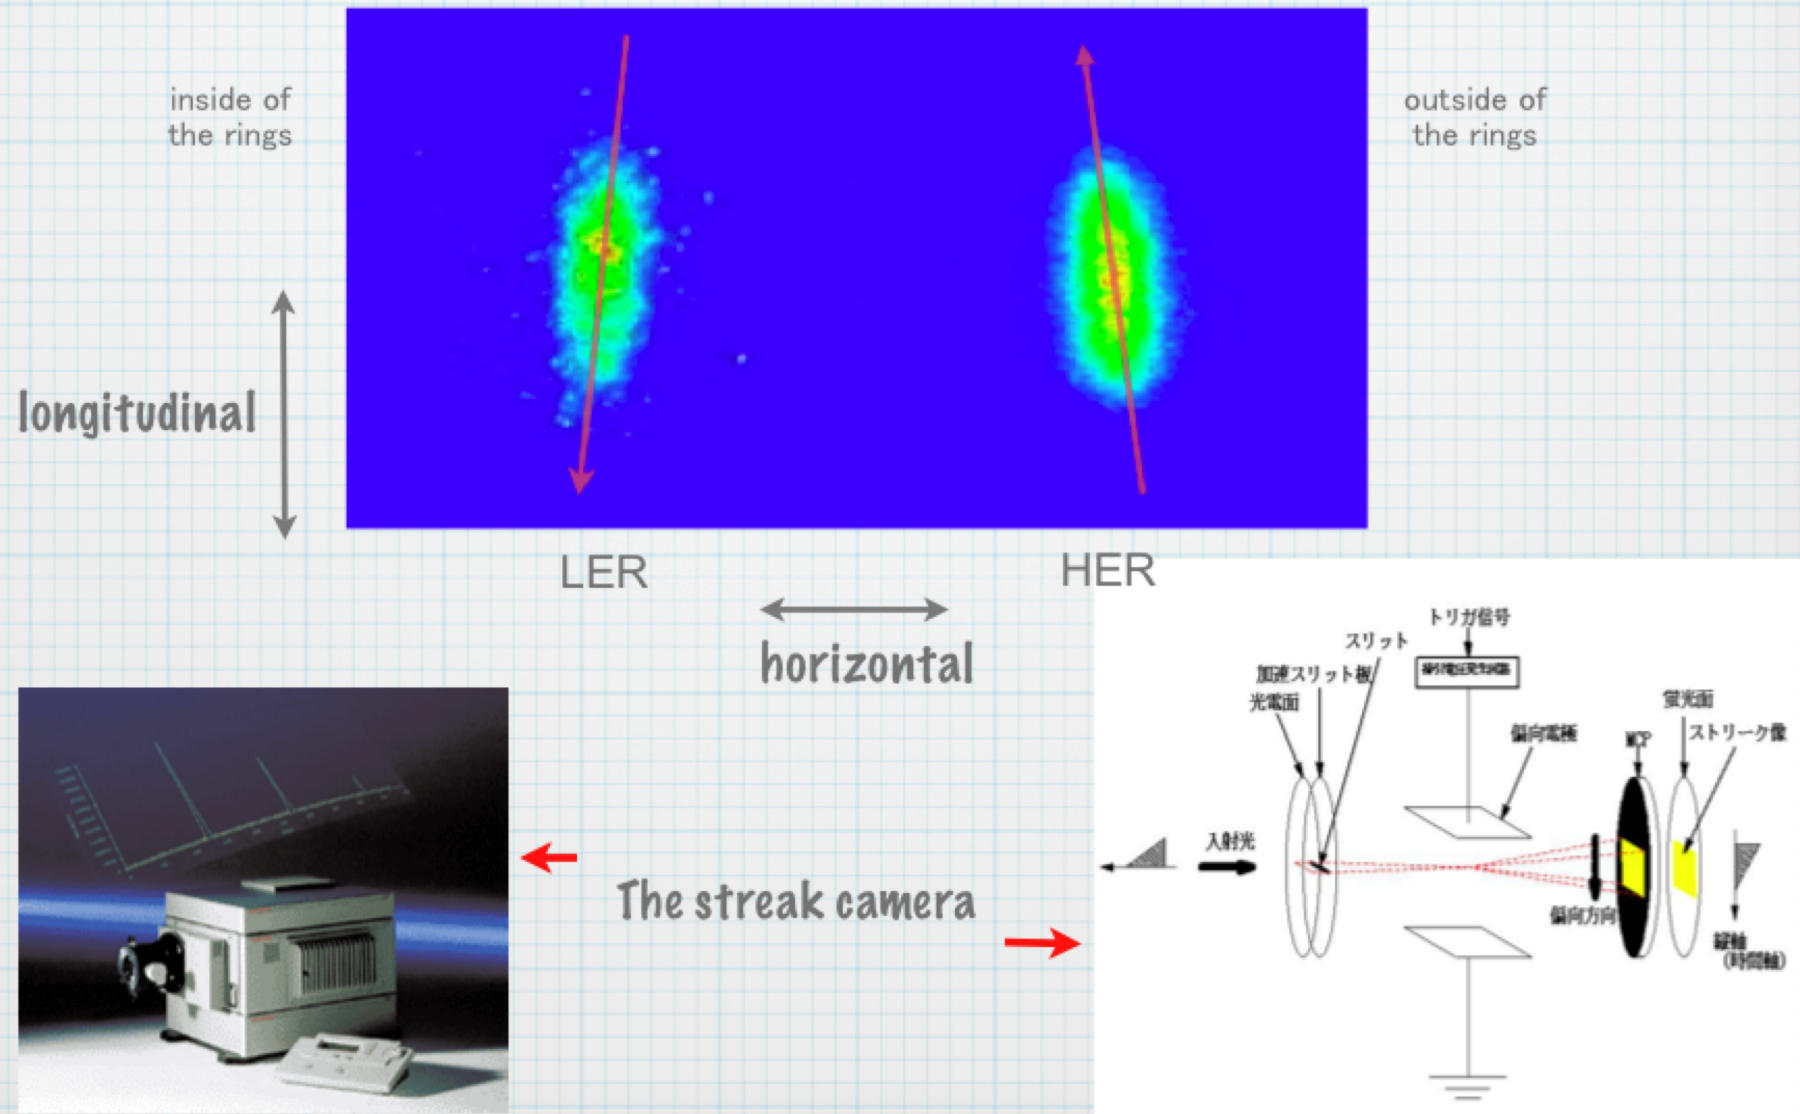 inside of
the rings
outside of
the rings
longitudinal
LER
HER
horizontal
The streak camera
トリガ信号
スリット
加速スリット板
光電面
蛍光面
偏向電極
MCP
ストリーク像
入射光
偏向方向
縦軸
(時間軸)